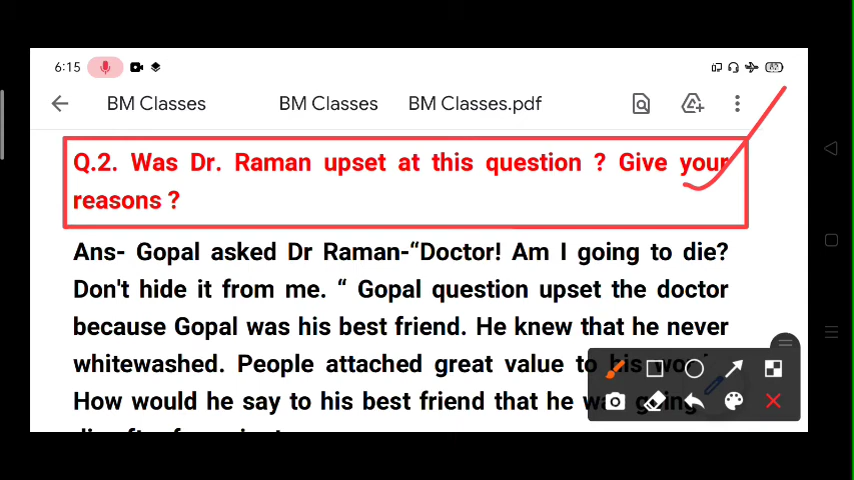 6:15
BM Classes BM Classes BM Classes.pdf
Q.2. Was Dr. Raman upset at this question ? Give your
reasons ?
Ans- Gopal asked Dr Raman-“Doctor! Am I going to die?
Don't hide it from me. “ Gopal question upset the doctor
because Gopal was his best friend. He knew that he never
whitewashed. People attached great value to his
How would he say to his best friend that he was going